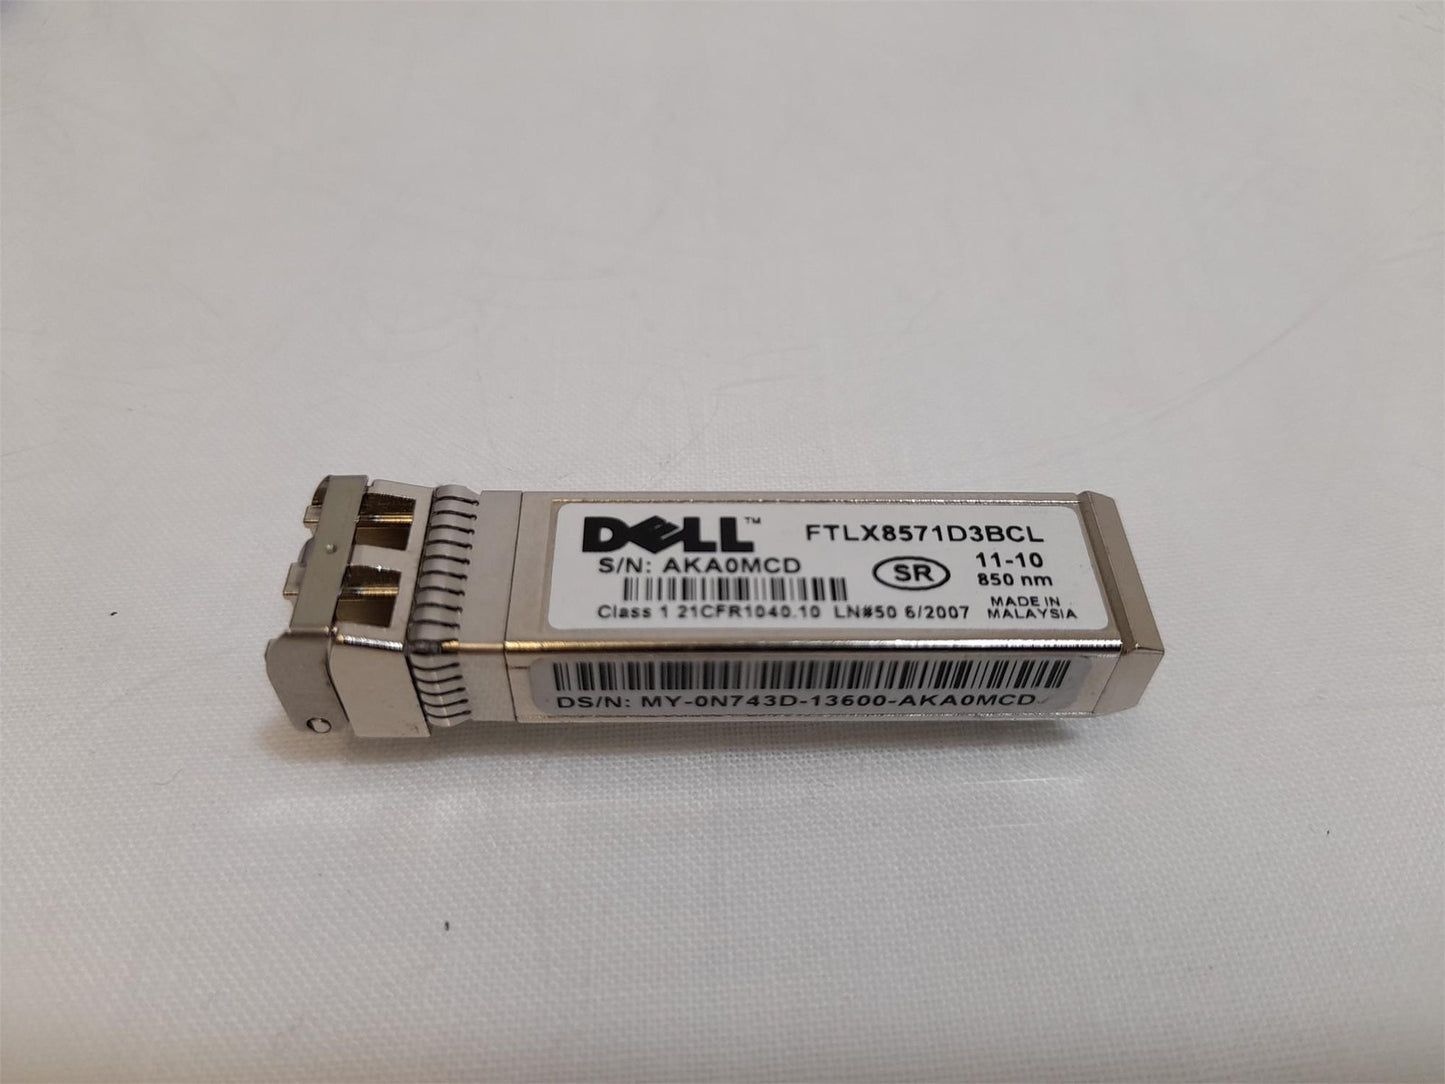 DELL™ FTLX8571D3BCL
S/N: AKA0MCD 11-10
SR 850 nm
Class 1 21CFR1040.10 LN#50 6/2007 MADE IN MALAYSIA
DS/N: MY-0N743D-13600-AKA0MCD